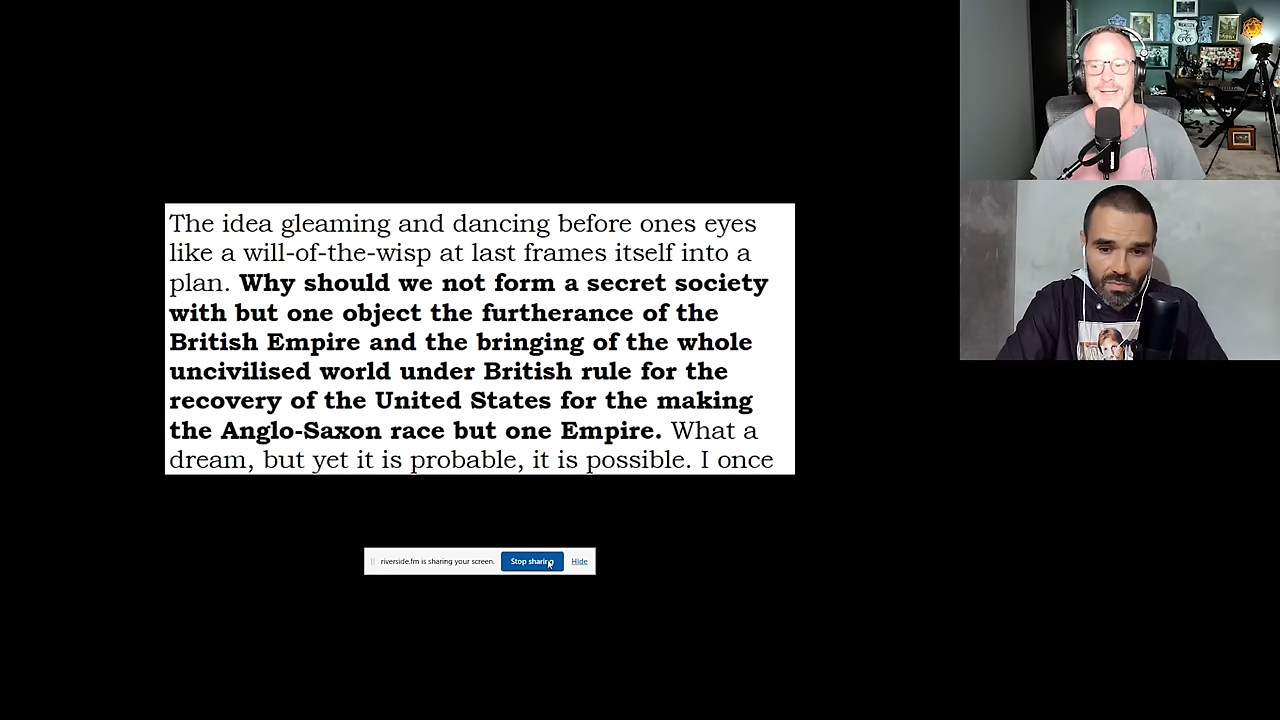 The idea gleaming and dancing before ones eyes
like a will-of-the-wisp at last frames itself into a
plan. Why should we not form a secret society
with but one object the furtherance of the
British Empire and the bringing of the whole
uncivilised world under British rule for the
recovery of the United States for the making
the Anglo-Saxon race but one Empire. What a
dream, but yet it is probable, it is possible. I once
riverside.fm is sharing your screen. Stop sharing Hide